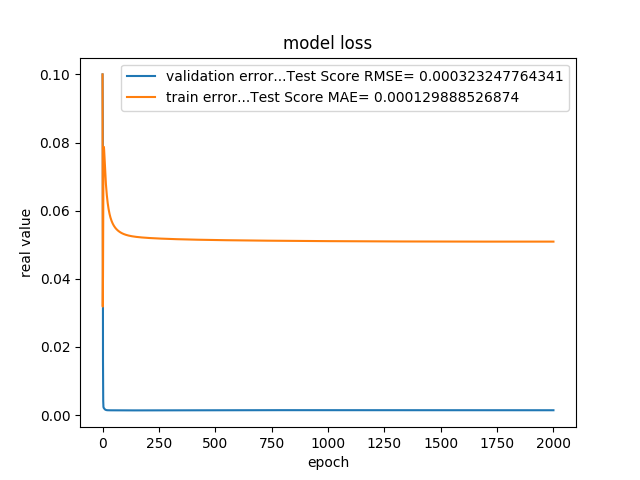 model loss
validation error...Test Score RMSE= 0.000323247764341
train error...Test Score MAE= 0.000129888526874
0.10
0.08
0.06
0.04
0.02
0.00
real value
0 250 500 750 1000 1250 1500 1750 2000
epoch